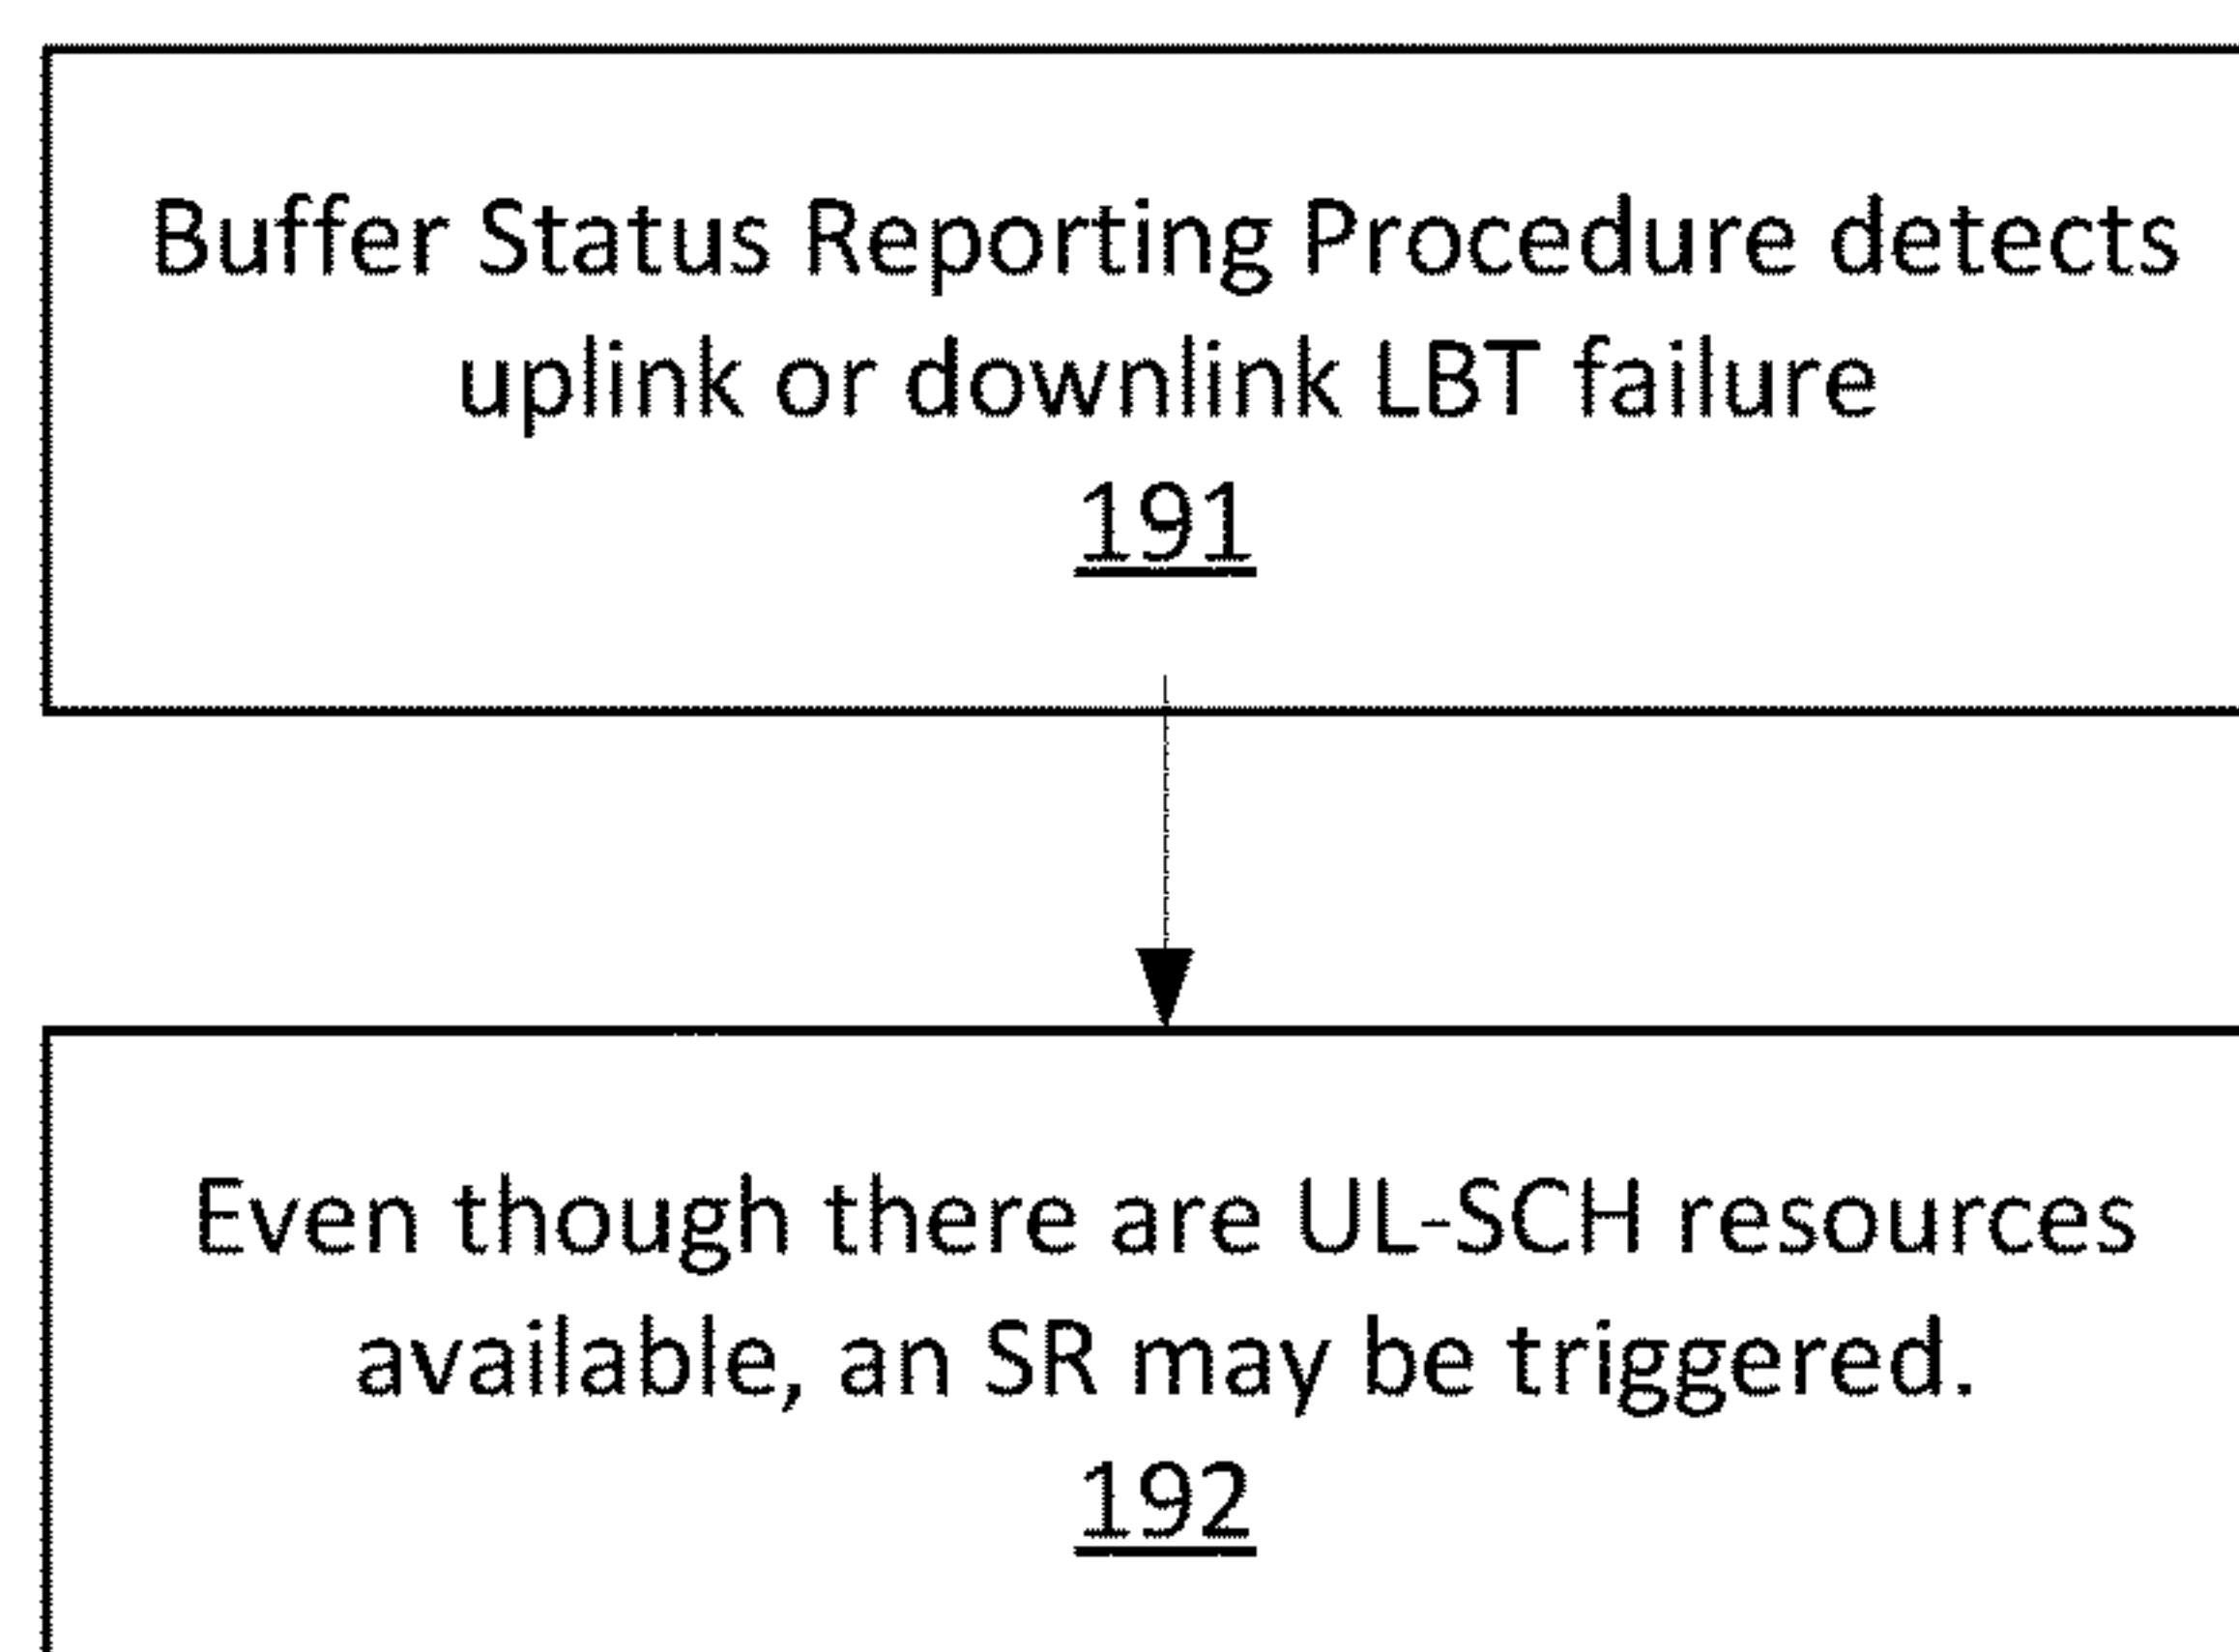 Buffer Status Reporting Procedure detects
uplink or downlink LBT failure
191
Even though there are UL-SCH resources
available, an SR may be triggered.
192